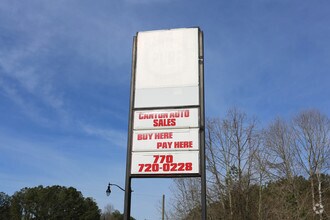 CANTON AUTO
SALES
BUY HERE
PAY HERE
770
720-0228